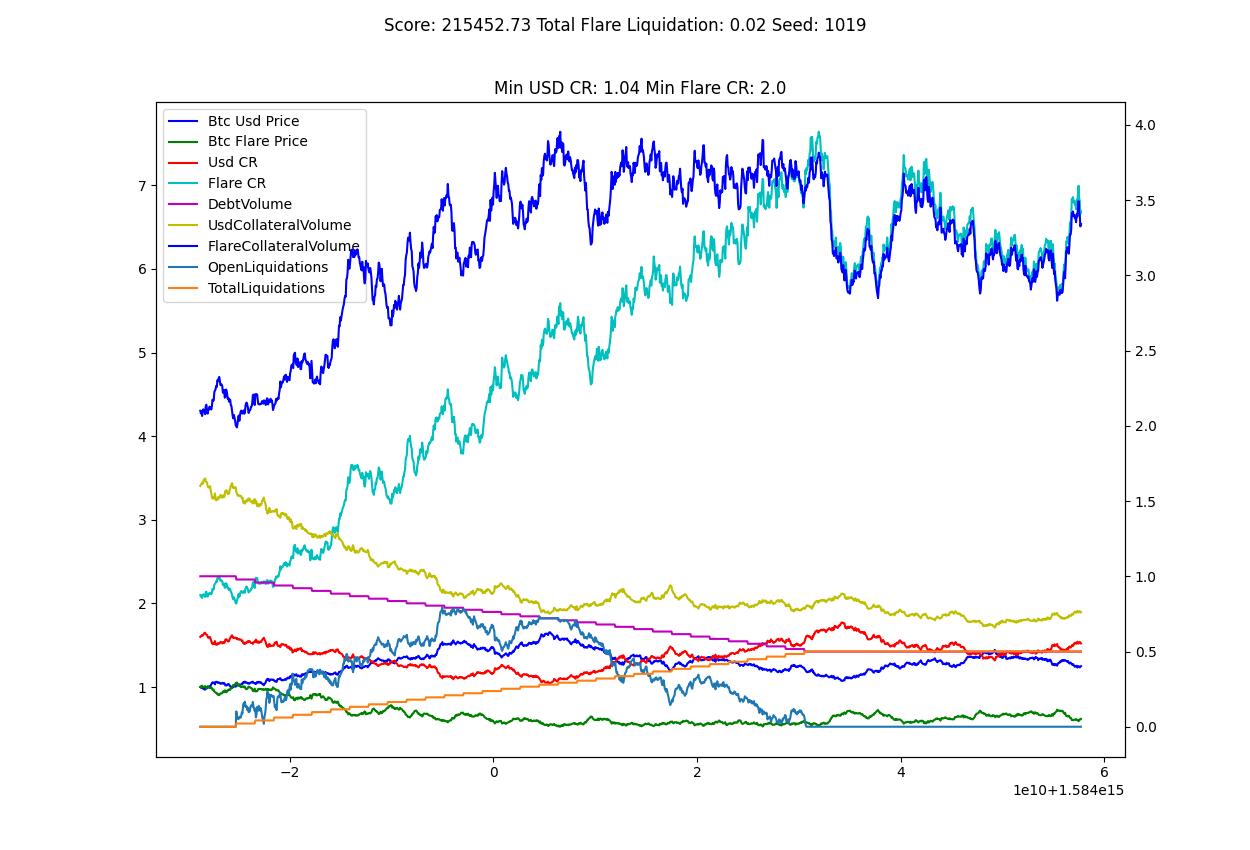 Score: 215452.73 Total Flare Liquidation: 0.02 Seed: 1019
Min USD CR: 1.04 Min Flare CR: 2.0
Btc Usd Price
Btc Flare Price
Usd CR
Flare CR
DebtVolume
UsdCollateralVolume
FlareCollateralVolume
OpenLiquidations
TotalLiquidations
7
6
5
4
3
2
1
4.0
3.5
3.0
2.5
2.0
1.5
1.0
0.5
0.0
−2 0 2 4 6
1e10+1.584e15